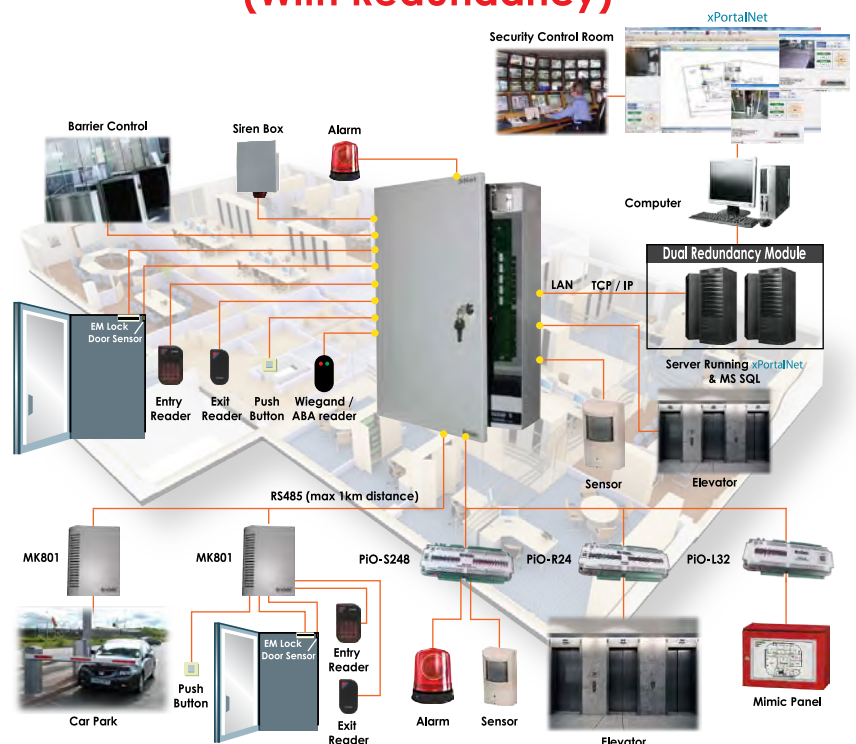 (With Redundancy)
xPortalNet
Security Control Room
Barrier Control
Siren Box
Alarm
Computer
Dual Redundancy Module
LAN
TCP / IP
EM Lock
Door Sensor
Entry
Reader
Exit
Reader
Push
Button
Wiegand /
ABA reader
Server Running xPortalNet
& MS SQL
Sensor
Elevator
RS485 (max 1km distance)
MK801
MK801
PiO-S248
PiO-R24
PiO-L32
Car Park
Push
Button
EM Lock
Door Sensor
Entry
Reader
Exit
Reader
Alarm
Sensor
Elevator
Mimic Panel